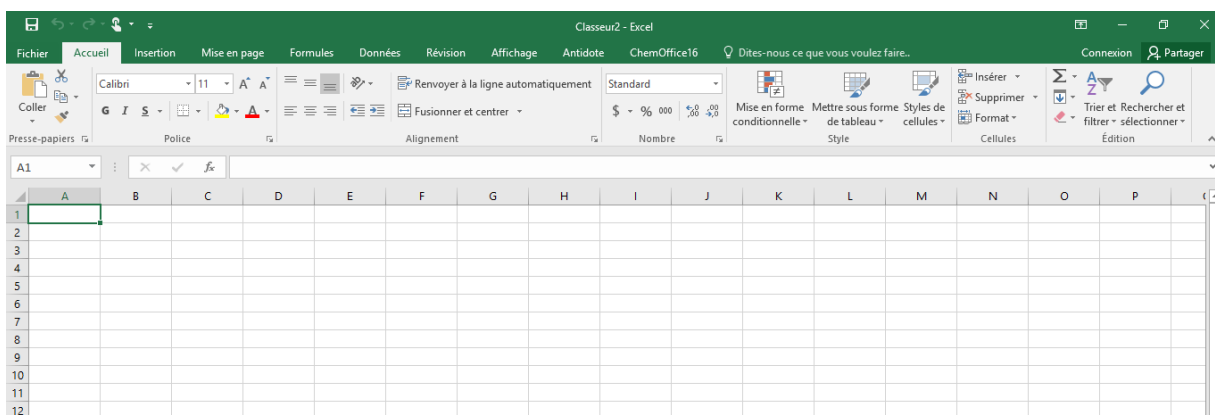 Classeur2 - Excel
Fichier Accueil Insertion Mise en page Formules Données Révision Affichage Antidote ChemOffice16 Dites-nous ce que vous voulez faire.. Connexion Partager
Coller
Calibri 11 A A Renvoyer à la ligne automatiquement Standard
G I S A Fusionner et centrer $ % 000 ,00 ,00
Mise en forme conditionnelle
Mettre sous forme de tableau
Styles de cellules
Insérer
Supprimer
Format
Σ
Trier et filtrer
Rechercher et sélectionner
Presse-papiers Police Alignement Nombre Style Cellules Édition
A1 fx
A B C D E F G H I J K L M N O P
1
2
3
4
5
6
7
8
9
10
11
12